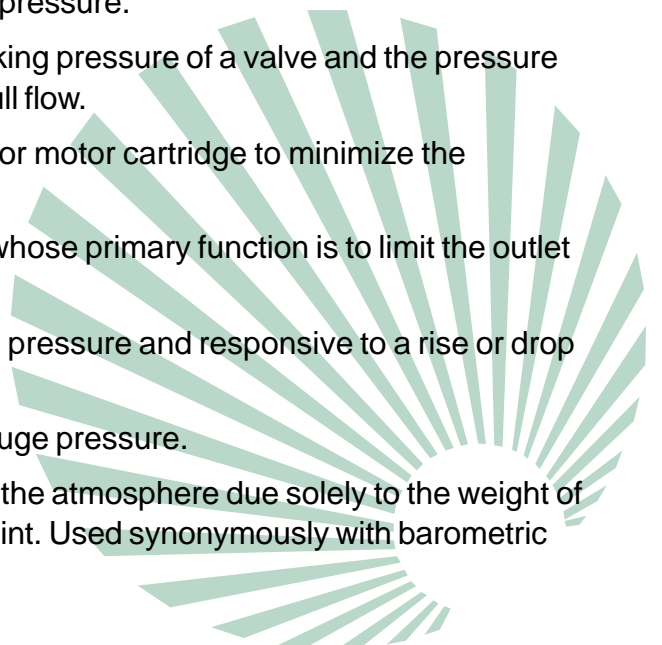 pressure.
king pressure of a valve and the pressure
ull flow.
or motor cartridge to minimize the
whose primary function is to limit the outlet
pressure and responsive to a rise or drop
uge pressure.
the atmosphere due solely to the weight of
int. Used synonymously with barometric